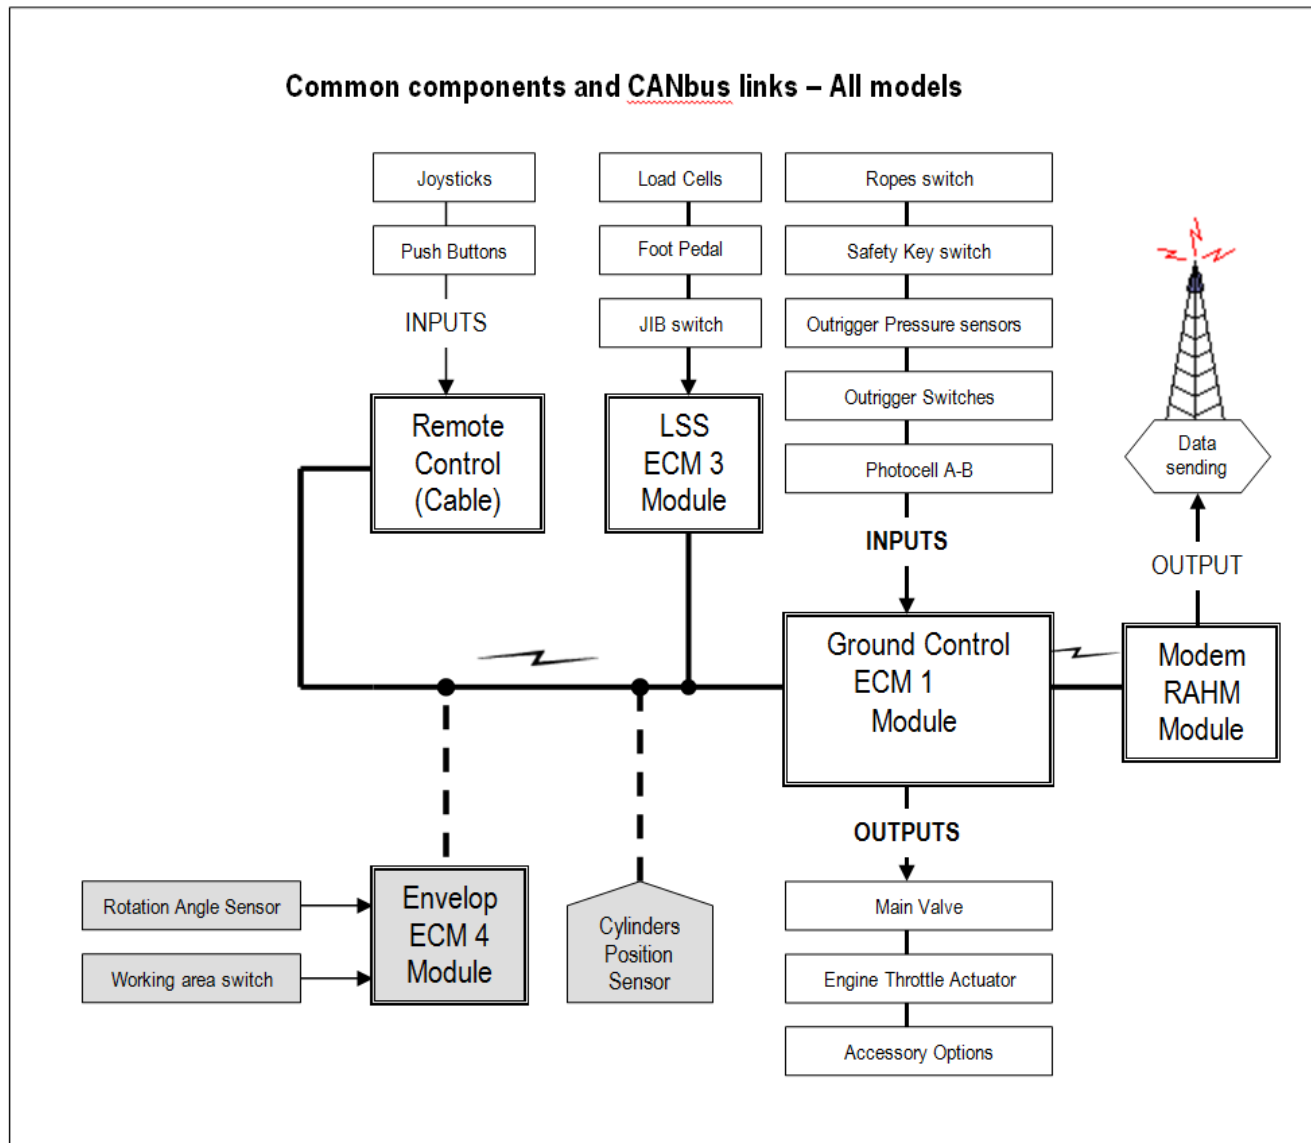 Common components and CANbus links – All models
Joysticks
Push Buttons
INPUTS
Remote
Control
(Cable)
Load Cells
Foot Pedal
JIB switch
LSS
ECM 3
Module
Ropes switch
Safety Key switch
Outrigger Pressure sensors
Outrigger Switches
Photocell A-B
INPUTS
Ground Control
ECM 1
Module
Data
sending
OUTPUT
Modem
RAHM
Module
OUTPUTS
Main Valve
Engine Throttle Actuator
Accessory Options
Rotation Angle Sensor
Working area switch
Envelop
ECM 4
Module
Cylinders
Position
Sensor